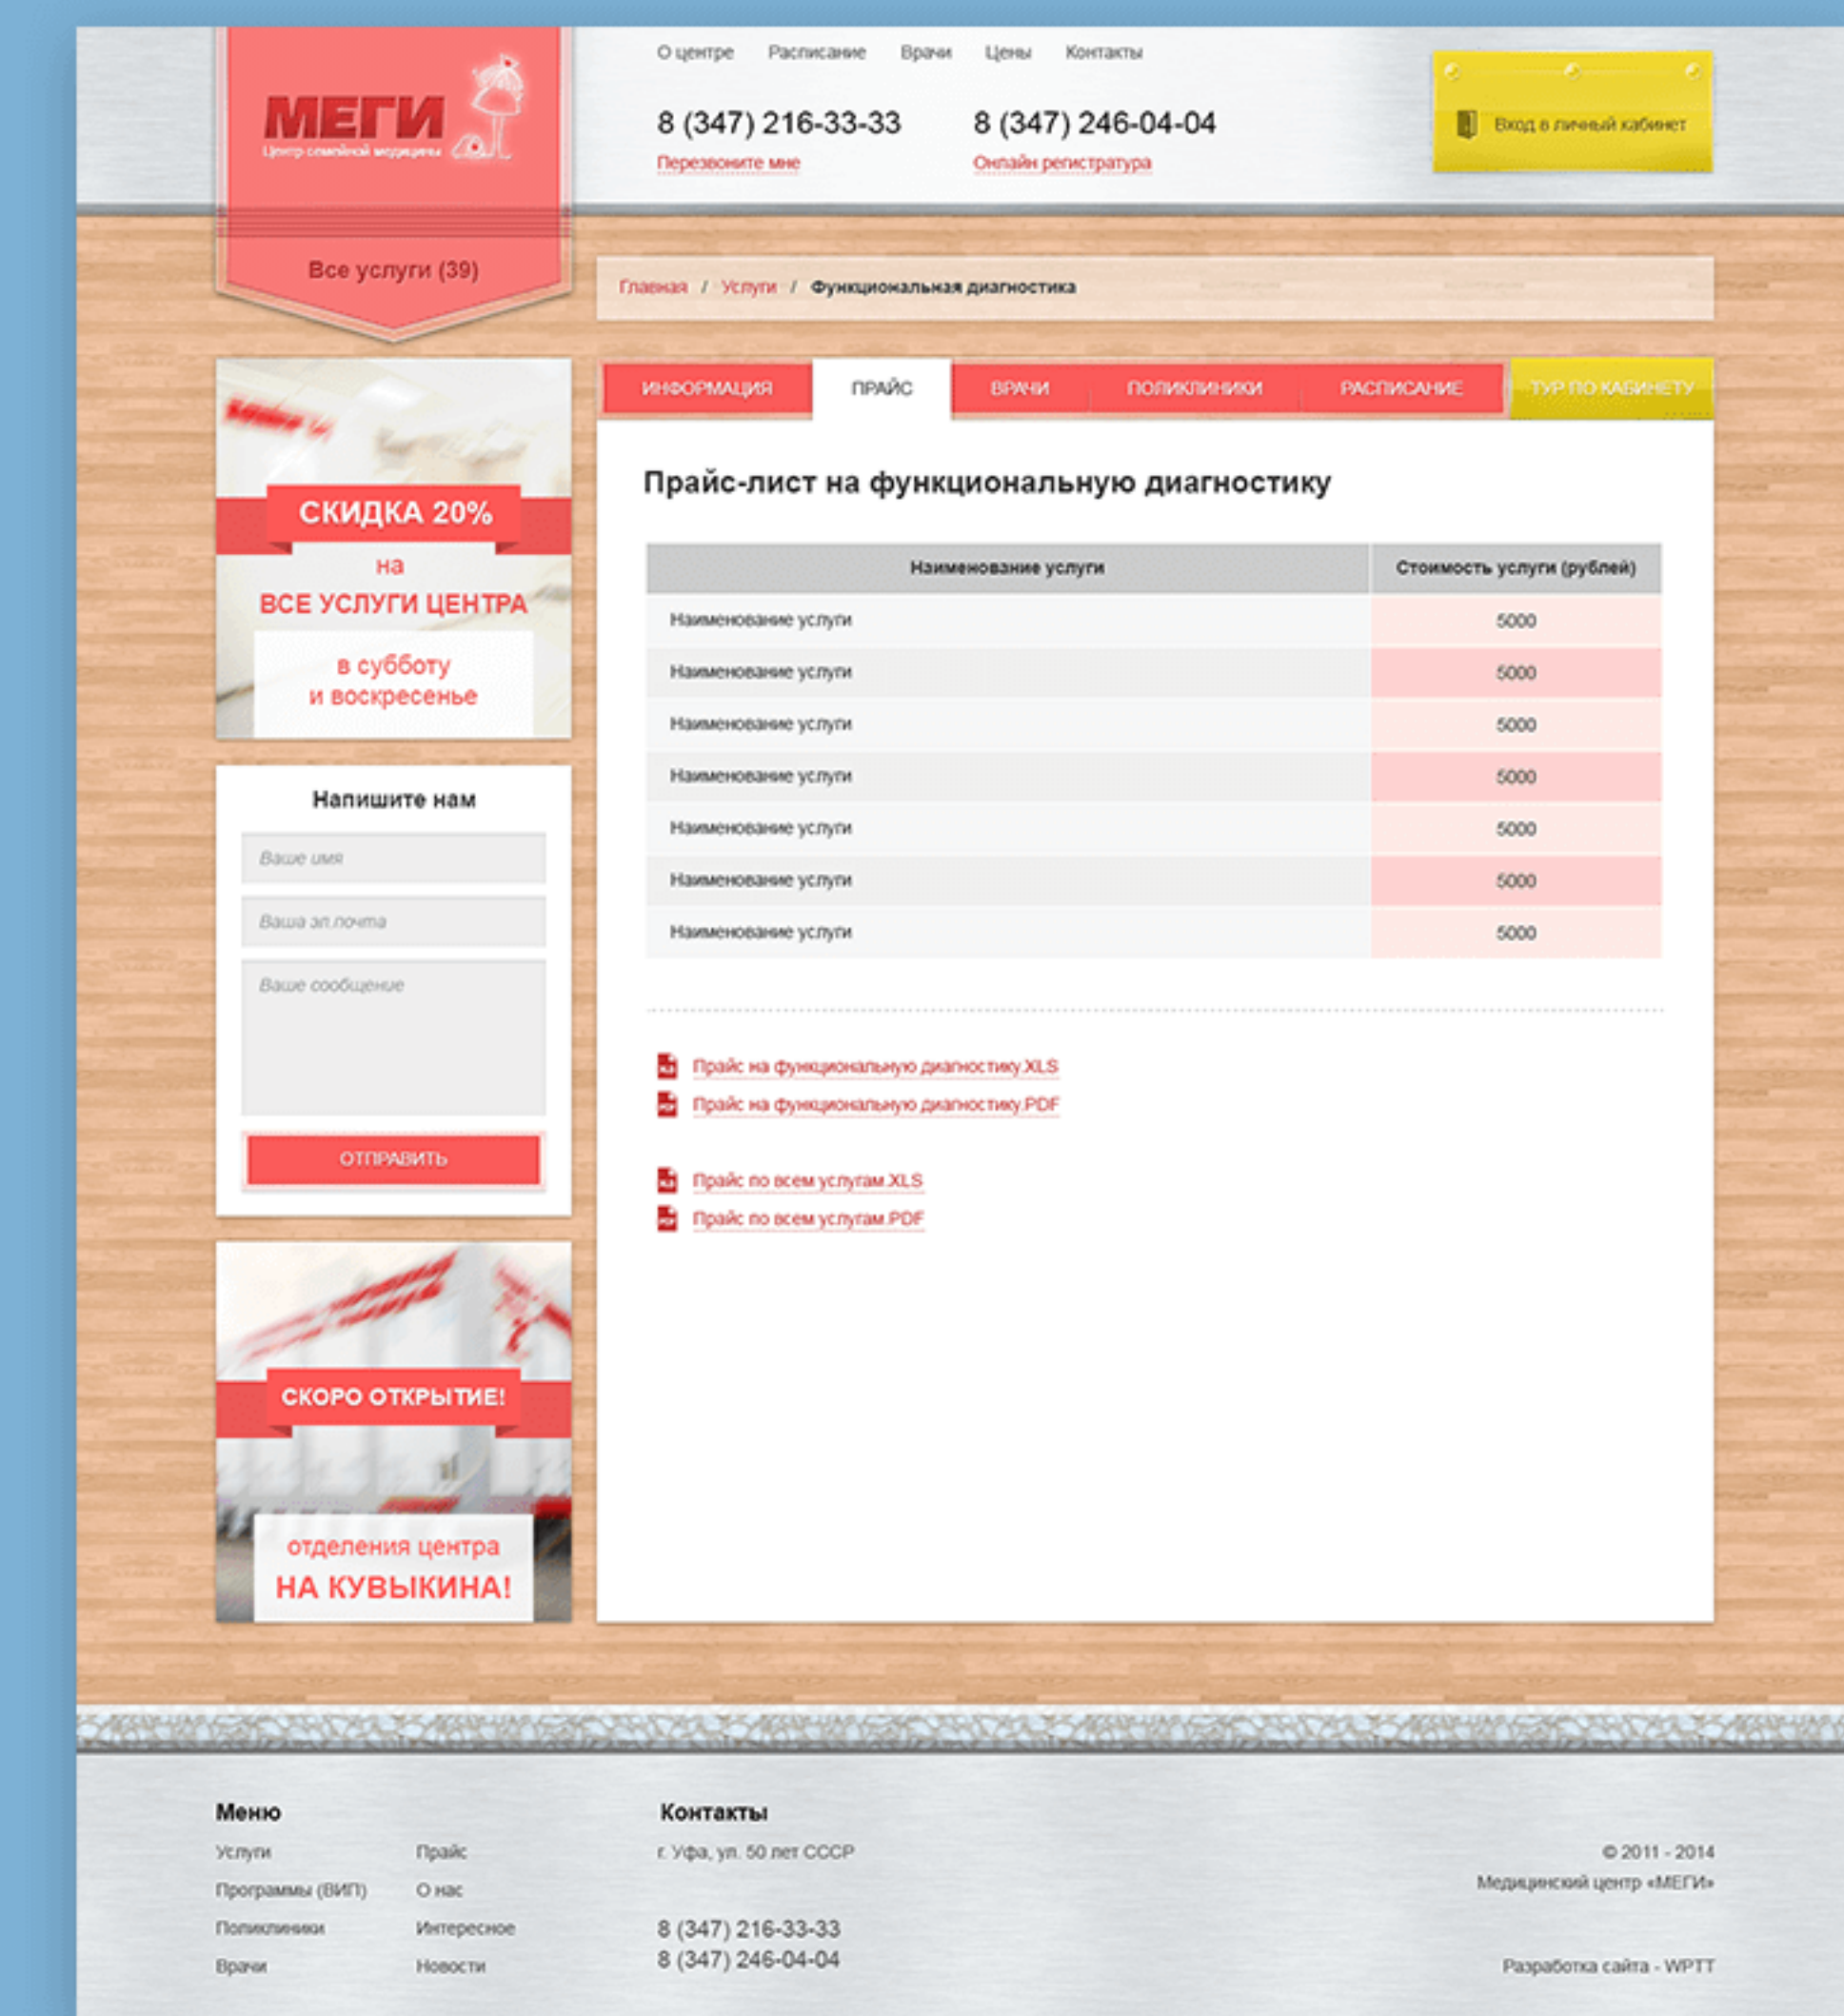 МЕГИ
Центр семейной медицины
О центре Расписание Врачи Цены Контакты
8 (347) 216-33-33 8 (347) 246-04-04
Перезвоните мне Онлайн регистратура
Вход в личный кабинет
Все услуги (39)
Главная / Услуги / Функциональная диагностика
ИНФОРМАЦИЯ ПРАЙС ВРАЧИ ПОЛИКЛИНИКИ РАСПИСАНИЕ ТУР ПО КАБИНЕТУ
СКИДКА 20%
на
ВСЕ УСЛУГИ ЦЕНТРА
в субботу
и воскресенье
Напишите нам
Ваше имя
Ваша эл.почта
Ваше сообщение
ОТПРАВИТЬ
СКОРО ОТКРЫТИЕ!
отделения центра
НА КУВЫКИНА!
Прайс-лист на функциональную диагностику
Наименование услуги Стоимость услуги (рублей)
Наименование услуги 5000
Наименование услуги 5000
Наименование услуги 5000
Наименование услуги 5000
Наименование услуги 5000
Наименование услуги 5000
Наименование услуги 5000
Прайс на функциональную диагностику.XLS
Прайс на функциональную диагностику.PDF
Прайс по всем услугам.XLS
Прайс по всем услугам.PDF
Меню
Услуги Прайс
Программы (ВИП) О нас
Поликлиники Интересное
Врачи Новости
Контакты
г. Уфа, ул. 50 лет СССР
8 (347) 216-33-33
8 (347) 246-04-04
© 2011 - 2014
Медицинский центр «МЕГИ»
Разработка сайта - WPTT